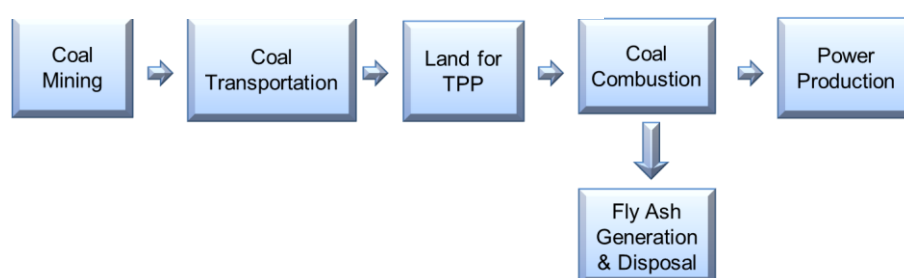 Coal
Mining
Coal
Transportation
Land for
TPP
Coal
Combustion
Power
Production
Fly Ash
Generation
& Disposal